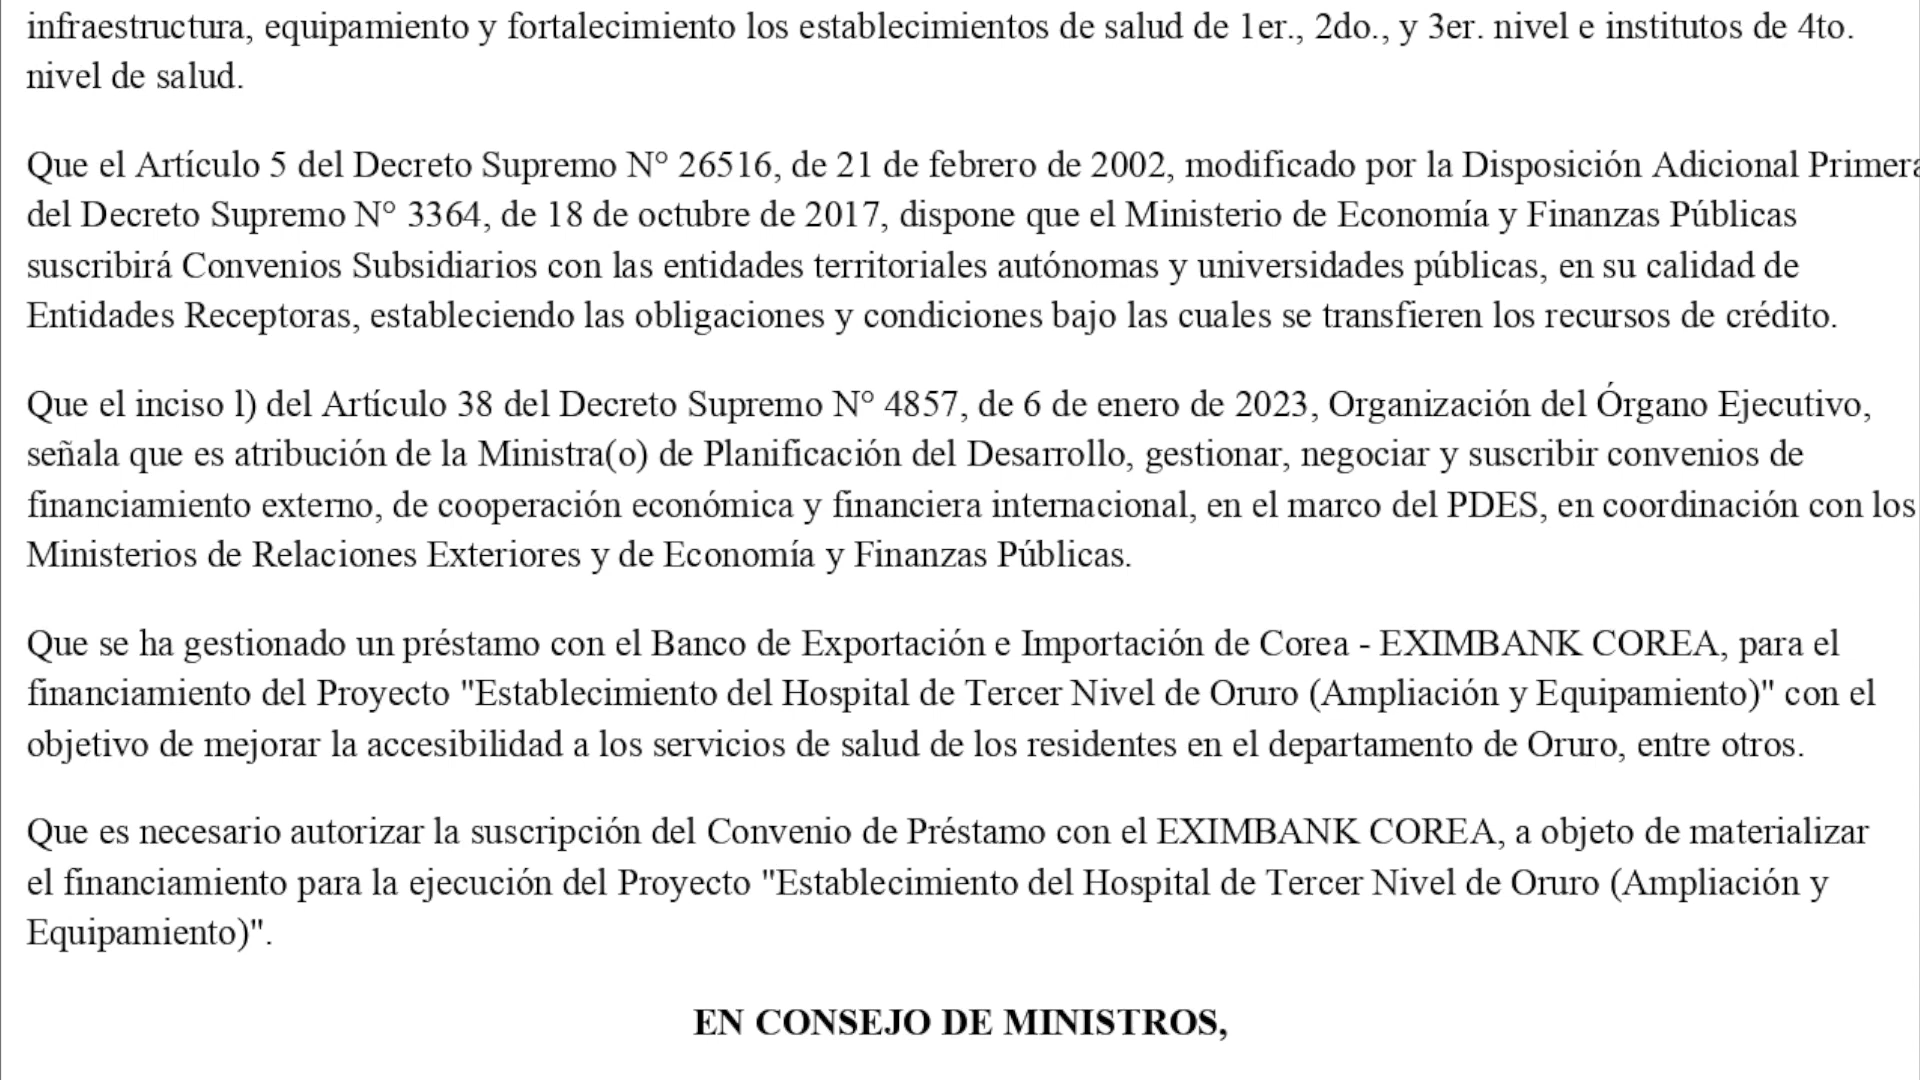 infraestructura, equipamiento y fortalecimiento los establecimientos de salud de 1er., 2do., y 3er. nivel e institutos de 4to.
nivel de salud.
Que el Artículo 5 del Decreto Supremo N° 26516, de 21 de febrero de 2002, modificado por la Disposición Adicional Primera
del Decreto Supremo N° 3364, de 18 de octubre de 2017, dispone que el Ministerio de Economía y Finanzas Públicas
suscribirá Convenios Subsidiarios con las entidades territoriales autónomas y universidades públicas, en su calidad de
Entidades Receptoras, estableciendo las obligaciones y condiciones bajo las cuales se transfieren los recursos de crédito.
Que el inciso l) del Artículo 38 del Decreto Supremo N° 4857, de 6 de enero de 2023, Organización del Órgano Ejecutivo,
señala que es atribución de la Ministra(o) de Planificación del Desarrollo, gestionar, negociar y suscribir convenios de
financiamiento externo, de cooperación económica y financiera internacional, en el marco del PDES, en coordinación con los
Ministerios de Relaciones Exteriores y de Economía y Finanzas Públicas.
Que se ha gestionado un préstamo con el Banco de Exportación e Importación de Corea - EXIMBANK COREA, para el
financiamiento del Proyecto "Establecimiento del Hospital de Tercer Nivel de Oruro (Ampliación y Equipamiento)" con el
objetivo de mejorar la accesibilidad a los servicios de salud de los residentes en el departamento de Oruro, entre otros.
Que es necesario autorizar la suscripción del Convenio de Préstamo con el EXIMBANK COREA, a objeto de materializar
el financiamiento para la ejecución del Proyecto "Establecimiento del Hospital de Tercer Nivel de Oruro (Ampliación y
Equipamiento)".
EN CONSEJO DE MINISTROS,